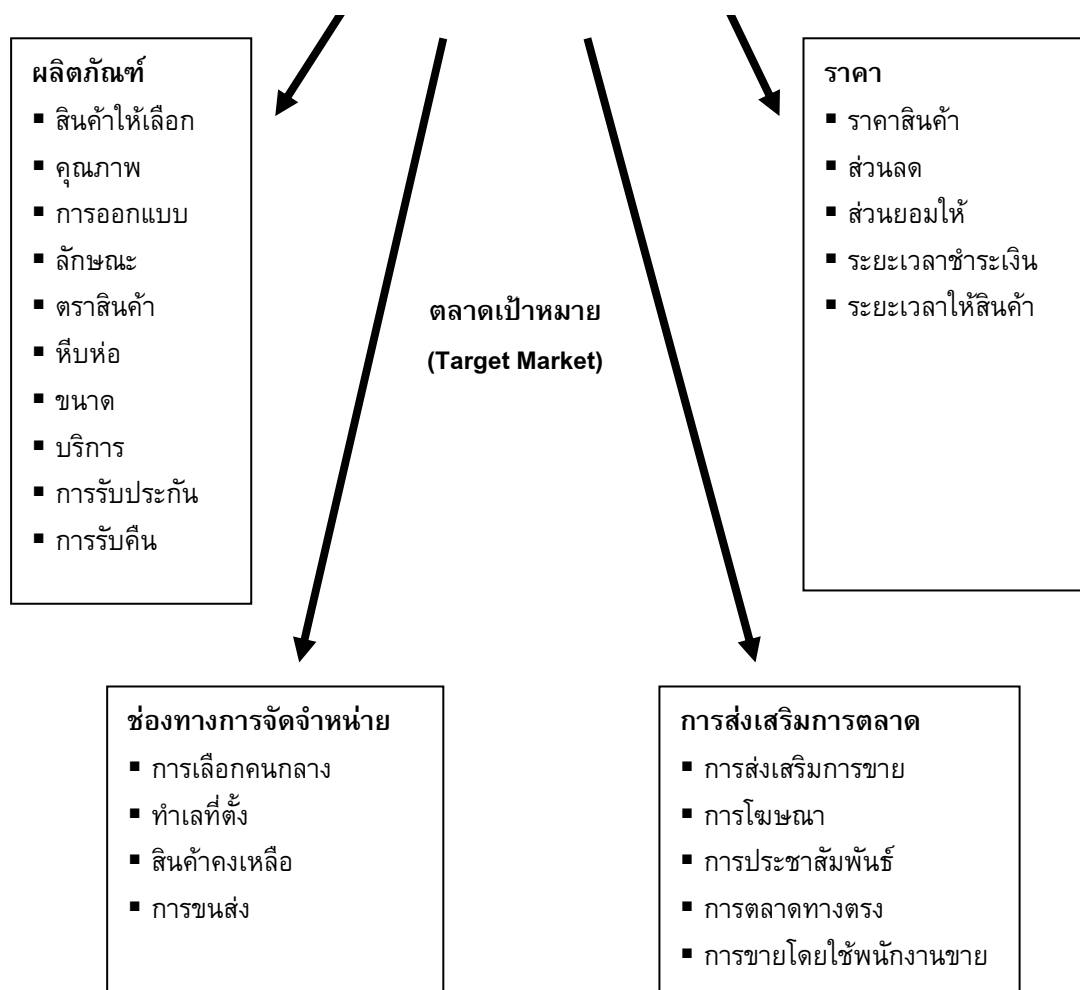 ผลิตภัณฑ์
▪ สินค้าให้เลือก
▪ คุณภาพ
▪ การออกแบบ
▪ ลักษณะ
▪ ตราสินค้า
▪ หีบห่อ
▪ ขนาด
▪ บริการ
▪ การรับประกัน
▪ การรับคืน
ราคา
▪ ราคาสินค้า
▪ ส่วนลด
▪ ส่วนยอมให้
▪ ระยะเวลาชำระเงิน
▪ ระยะเวลาให้สินค้า
ตลาดเป้าหมาย
(Target Market)
ช่องทางการจัดจำหน่าย
▪ การเลือกคนกลาง
▪ ทำเลที่ตั้ง
▪ สินค้าคงเหลือ
▪ การขนส่ง
การส่งเสริมการตลาด
▪ การส่งเสริมการขาย
▪ การโฆษณา
▪ การประชาสัมพันธ์
▪ การตลาดทางตรง
▪ การขายโดยใช้พนักงานขาย